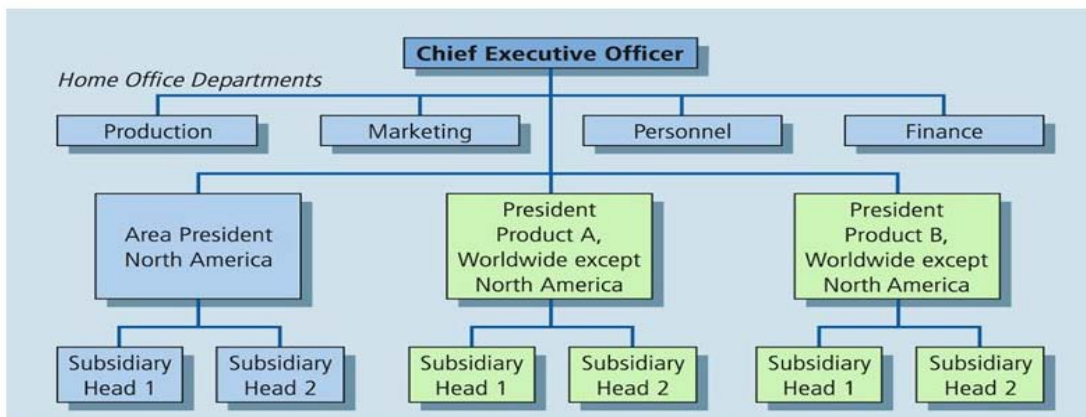 Chief Executive Officer
Home Office Departments
Production
Marketing
Personnel
Finance
Area President
North America
President
Product A,
Worldwide except
North America
President
Product B,
Worldwide except
North America
Subsidiary
Head 1
Subsidiary
Head 2
Subsidiary
Head 1
Subsidiary
Head 2
Subsidiary
Head 1
Subsidiary
Head 2